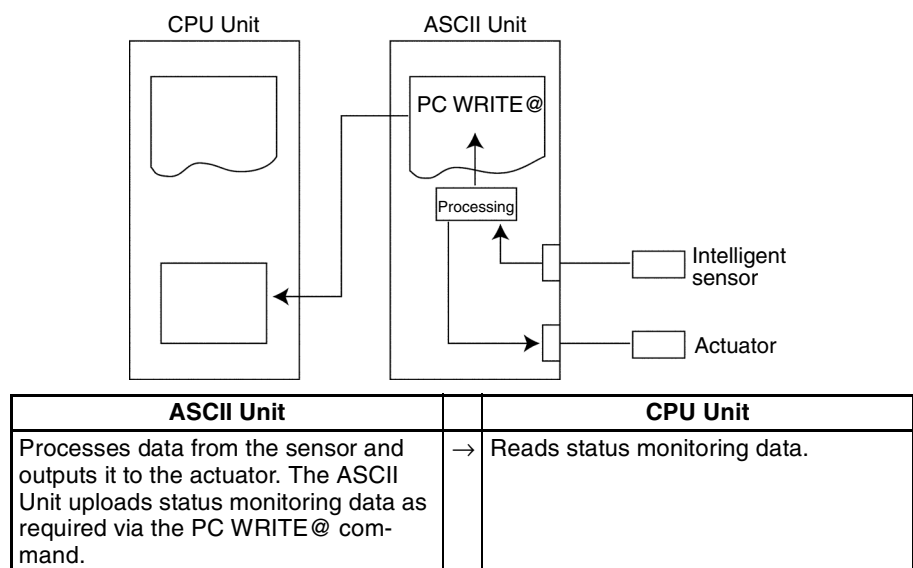 CPU Unit
ASCII Unit
PC WRITE@
Processing
Intelligent
sensor
Actuator
ASCII Unit
CPU Unit
Processes data from the sensor and
outputs it to the actuator. The ASCII
Unit uploads status monitoring data as
required via the PC WRITE@ com-
mand.
→
Reads status monitoring data.